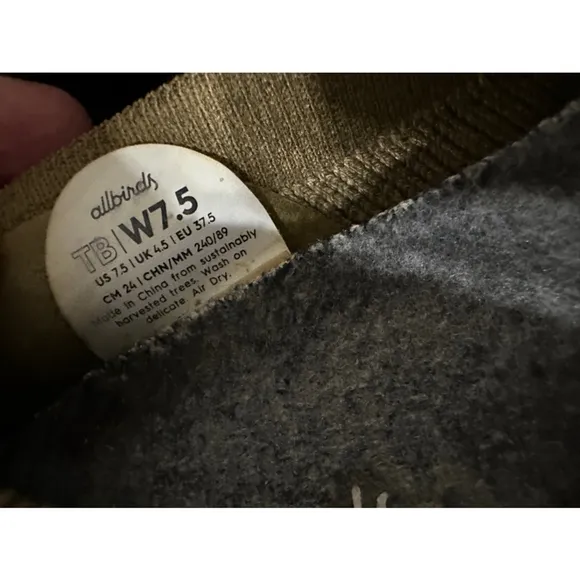 allbirds
TB | W7.5
US 7.5 | UK 4.5 | EU 37.5
CM 24 | CHN/MM 240/89
Made in China from sustainably
harvested trees. Wash on
delicate Air Dry.